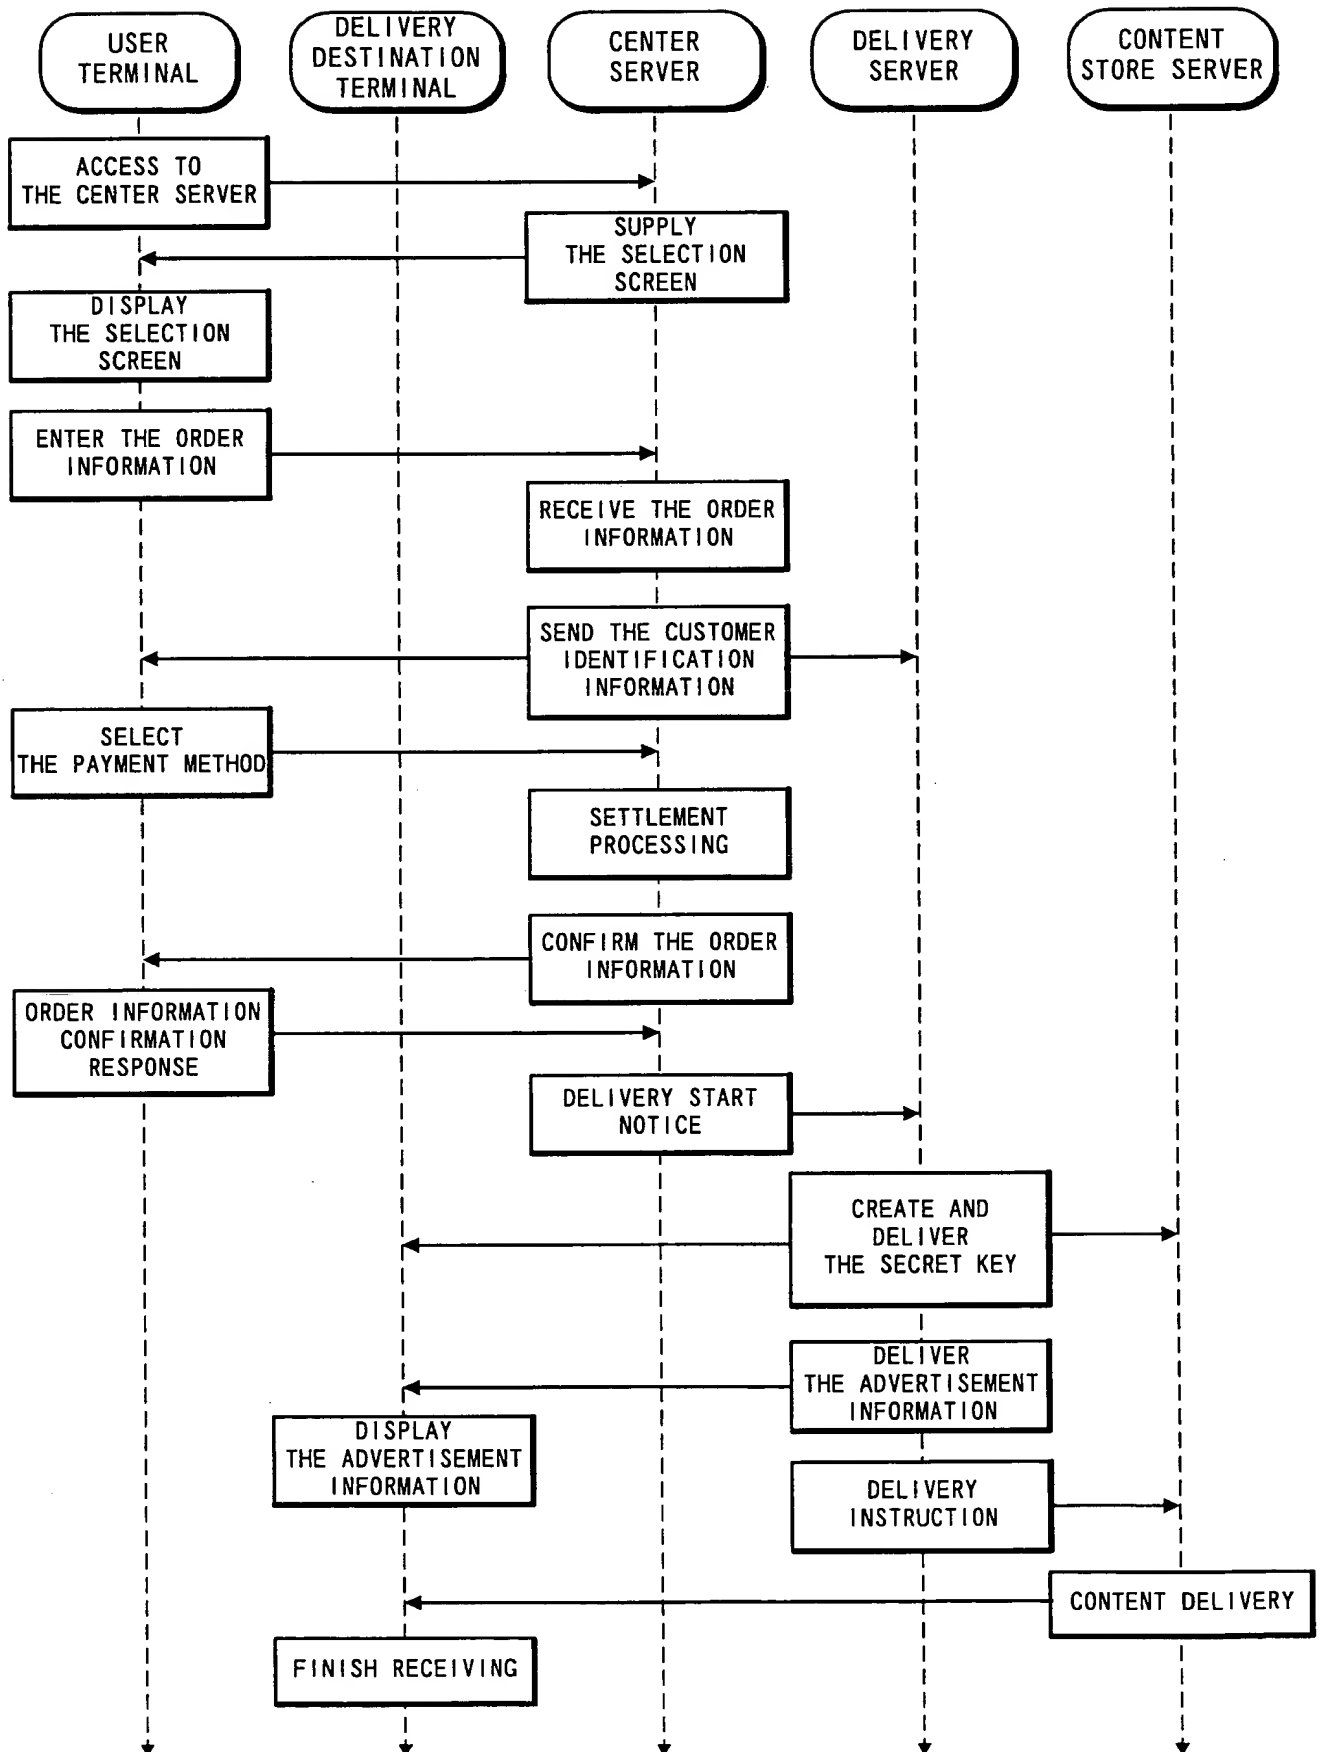 USER
TERMINAL
DELIVERY
DESTINATION
TERMINAL
CENTER
SERVER
DELIVERY
SERVER
CONTENT
STORE SERVER
ACCESS TO
THE CENTER SERVER
SUPPLY
THE SELECTION
SCREEN
DISPLAY
THE SELECTION
SCREEN
ENTER THE ORDER
INFORMATION
RECEIVE THE ORDER
INFORMATION
SEND THE CUSTOMER
IDENTIFICATION
INFORMATION
SELECT
THE PAYMENT METHOD
SETTLEMENT
PROCESSING
CONFIRM THE ORDER
INFORMATION
ORDER INFORMATION
CONFIRMATION
RESPONSE
DELIVERY START
NOTICE
CREATE AND
DELIVER
THE SECRET KEY
DELIVER
THE ADVERTISEMENT
INFORMATION
DISPLAY
THE ADVERTISEMENT
INFORMATION
DELIVERY
INSTRUCTION
CONTENT DELIVERY
FINISH RECEIVING